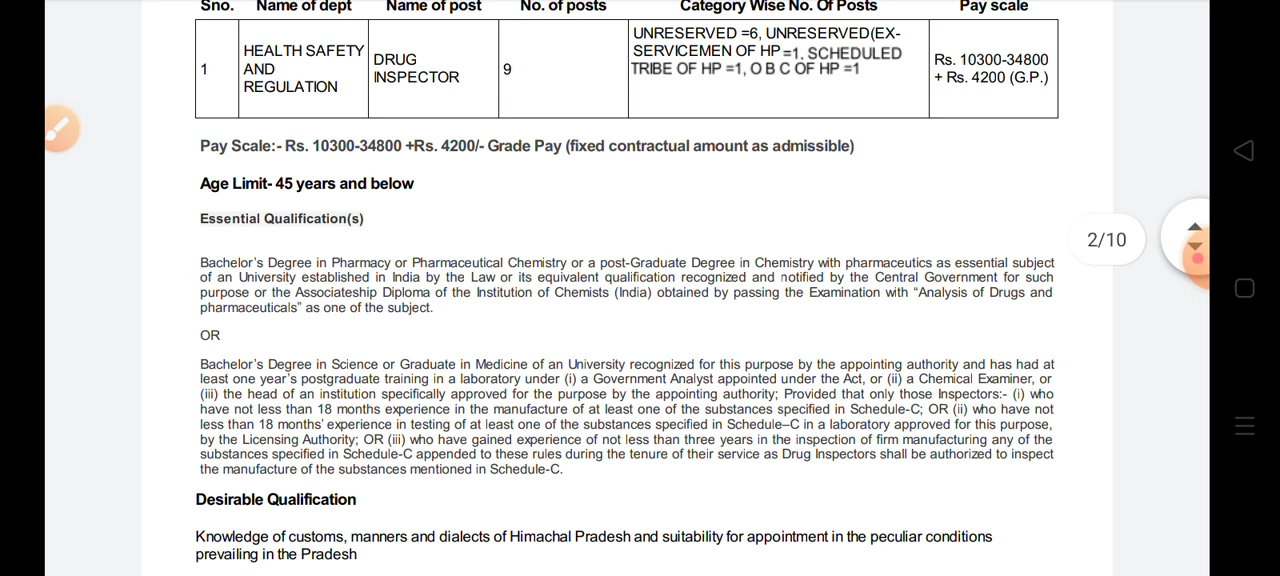 Sno. Name of dept Name of post No. of posts Category Wise No. Of Posts Pay scale
1 HEALTH SAFETY AND REGULATION DRUG INSPECTOR 9 UNRESERVED =6, UNRESERVED(EX-
SERVICEMEN OF HP =1, SCHEDULED
TRIBE OF HP =1, O B C OF HP =1
Rs. 10300-34800
+ Rs. 4200 (G.P.)
Pay Scale:- Rs. 10300-34800 +Rs. 4200/- Grade Pay (fixed contractual amount as admissible)
Age Limit- 45 years and below
Essential Qualification(s)
2/10
Bachelor's Degree in Pharmacy or Pharmaceutical Chemistry or a post-Graduate Degree in Chemistry with pharmaceutics as essential subject
of an University established in India by the Law or its equivalent qualification recognized and notified by the Central Government for such
purpose or the Associateship Diploma of the Institution of Chemists (India) obtained by passing the Examination with “Analysis of Drugs and
pharmaceuticals” as one of the subject.
OR
Bachelor's Degree in Science or Graduate in Medicine of an University recognized for this purpose by the appointing authority and has had at
least one year's postgraduate training in a laboratory under (i) a Government Analyst appointed under the Act, or (ii) a Chemical Examiner, or
(iii) the head of an institution specifically approved for the purpose by the appointing authority; Provided that only those Inspectors:- (i) who
have not less than 18 months experience in the manufacture of at least one of the substances specified in Schedule-C; OR (ii) who have not
less than 18 months' experience in testing of at least one of the substances specified in Schedule–C in a laboratory approved for this purpose,
by the Licensing Authority; OR (iii) who have gained experience of not less than three years in the inspection of firm manufacturing any of the
substances specified in Schedule-C appended to these rules during the tenure of their service as Drug Inspectors shall be authorized to inspect
the manufacture of the substances mentioned in Schedule-C.
Desirable Qualification
Knowledge of customs, manners and dialects of Himachal Pradesh and suitability for appointment in the peculiar conditions
prevailing in the Pradesh